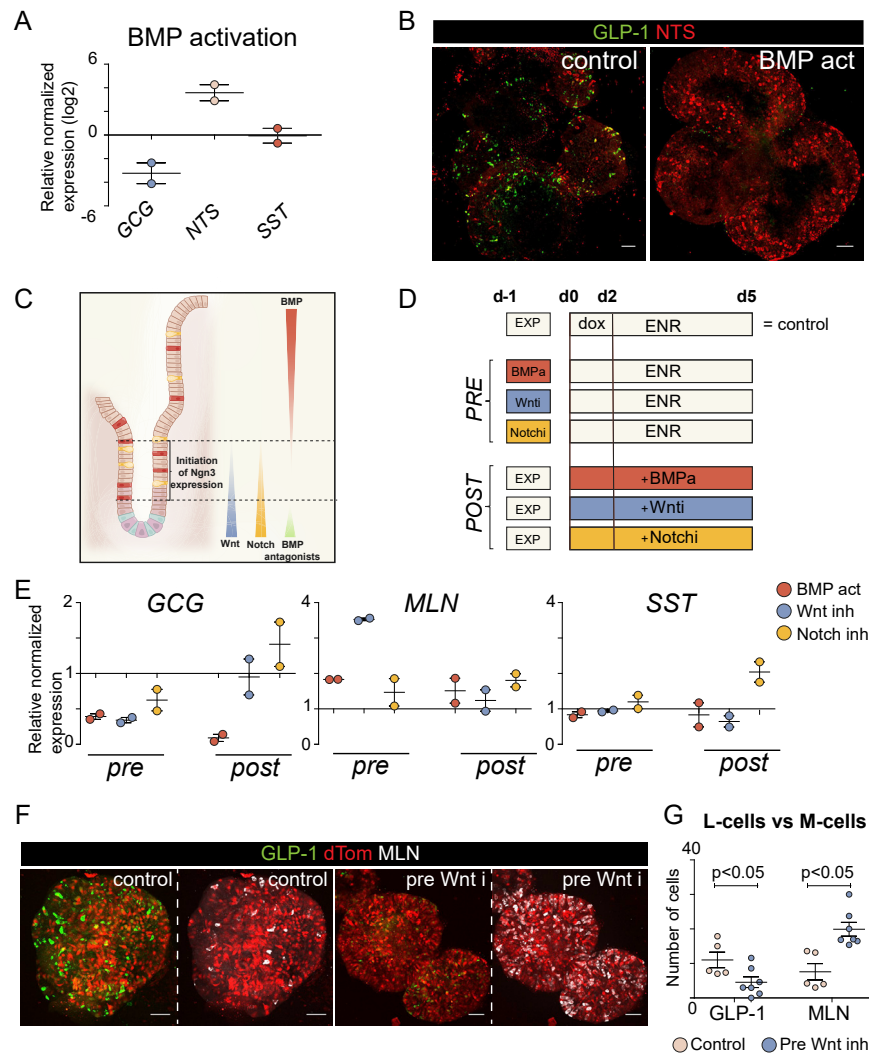 A
BMP activation
Relative normalized
expression (log2)
6
0
-6
GCG
NTS
SST
B
GLP-1 NTS
control
BMP act
C
BMP
Initiation
of Ngn3
expression
Wnt
Notch
BMP
antagonists
D
d-1
d0
d2
d5
EXP
dox
ENR
= control
PRE
BMPa
ENR
Wnti
ENR
Notchi
ENR
POST
EXP
+BMPa
EXP
+Wnti
EXP
+Notchi
E
Relative normalized
expression
GCG
2
1
0
pre
post
MLN
4
1
0
pre
post
SST
4
1
0
pre
post
BMP act
Wnt inh
Notch inh
F
GLP-1 dTom MLN
control
control
pre Wnt i
pre Wnt i
G
L-cells vs M-cells
Number of cells
40
0
p<0.05
p<0.05
GLP-1
MLN
Control
Pre Wnt inh